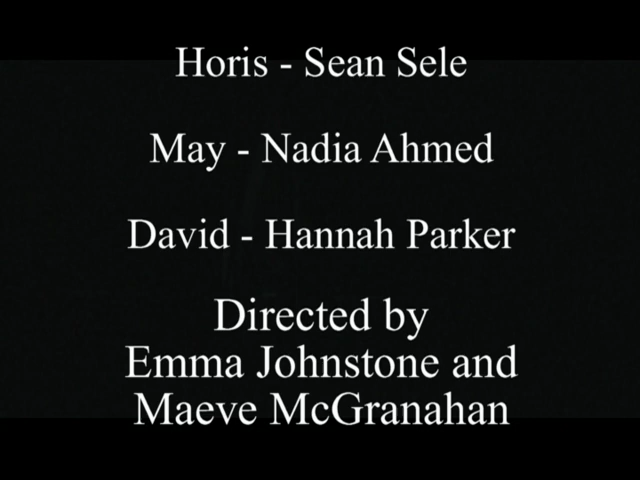 Horis - Sean Sele
May - Nadia Ahmed
David - Hannah Parker
Directed by
Emma Johnstone and
Maeve McGranahan